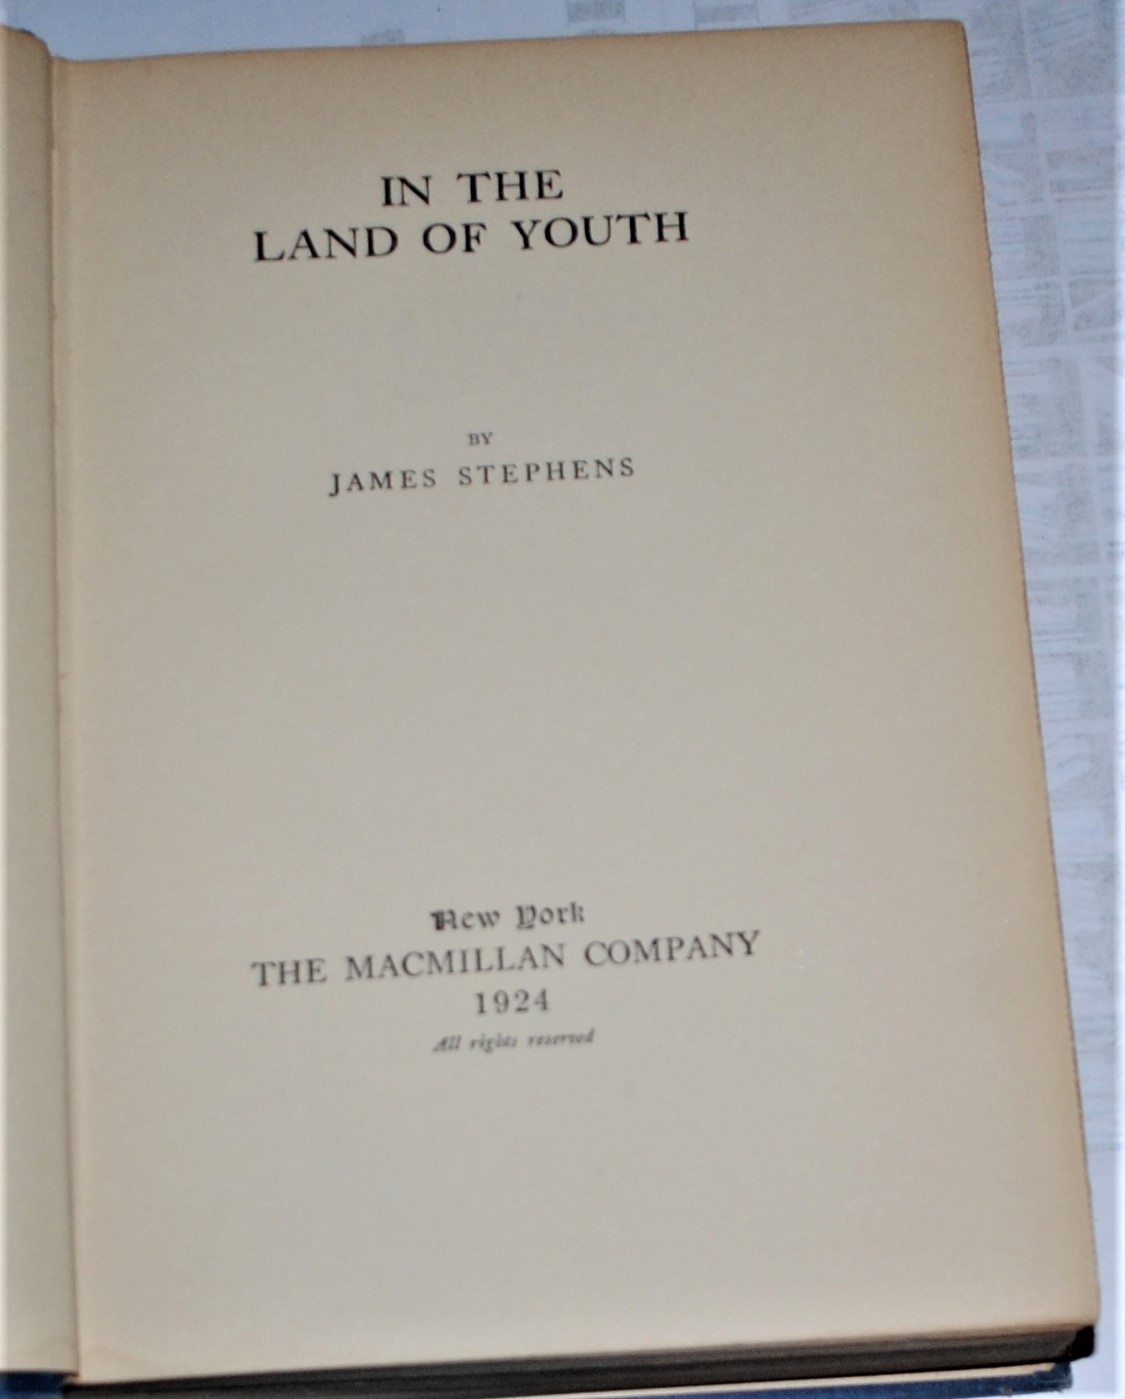 IN THE
LAND OF YOUTH
BY
JAMES STEPHENS
New York
THE MACMILLAN COMPANY
1924
All rights reserved